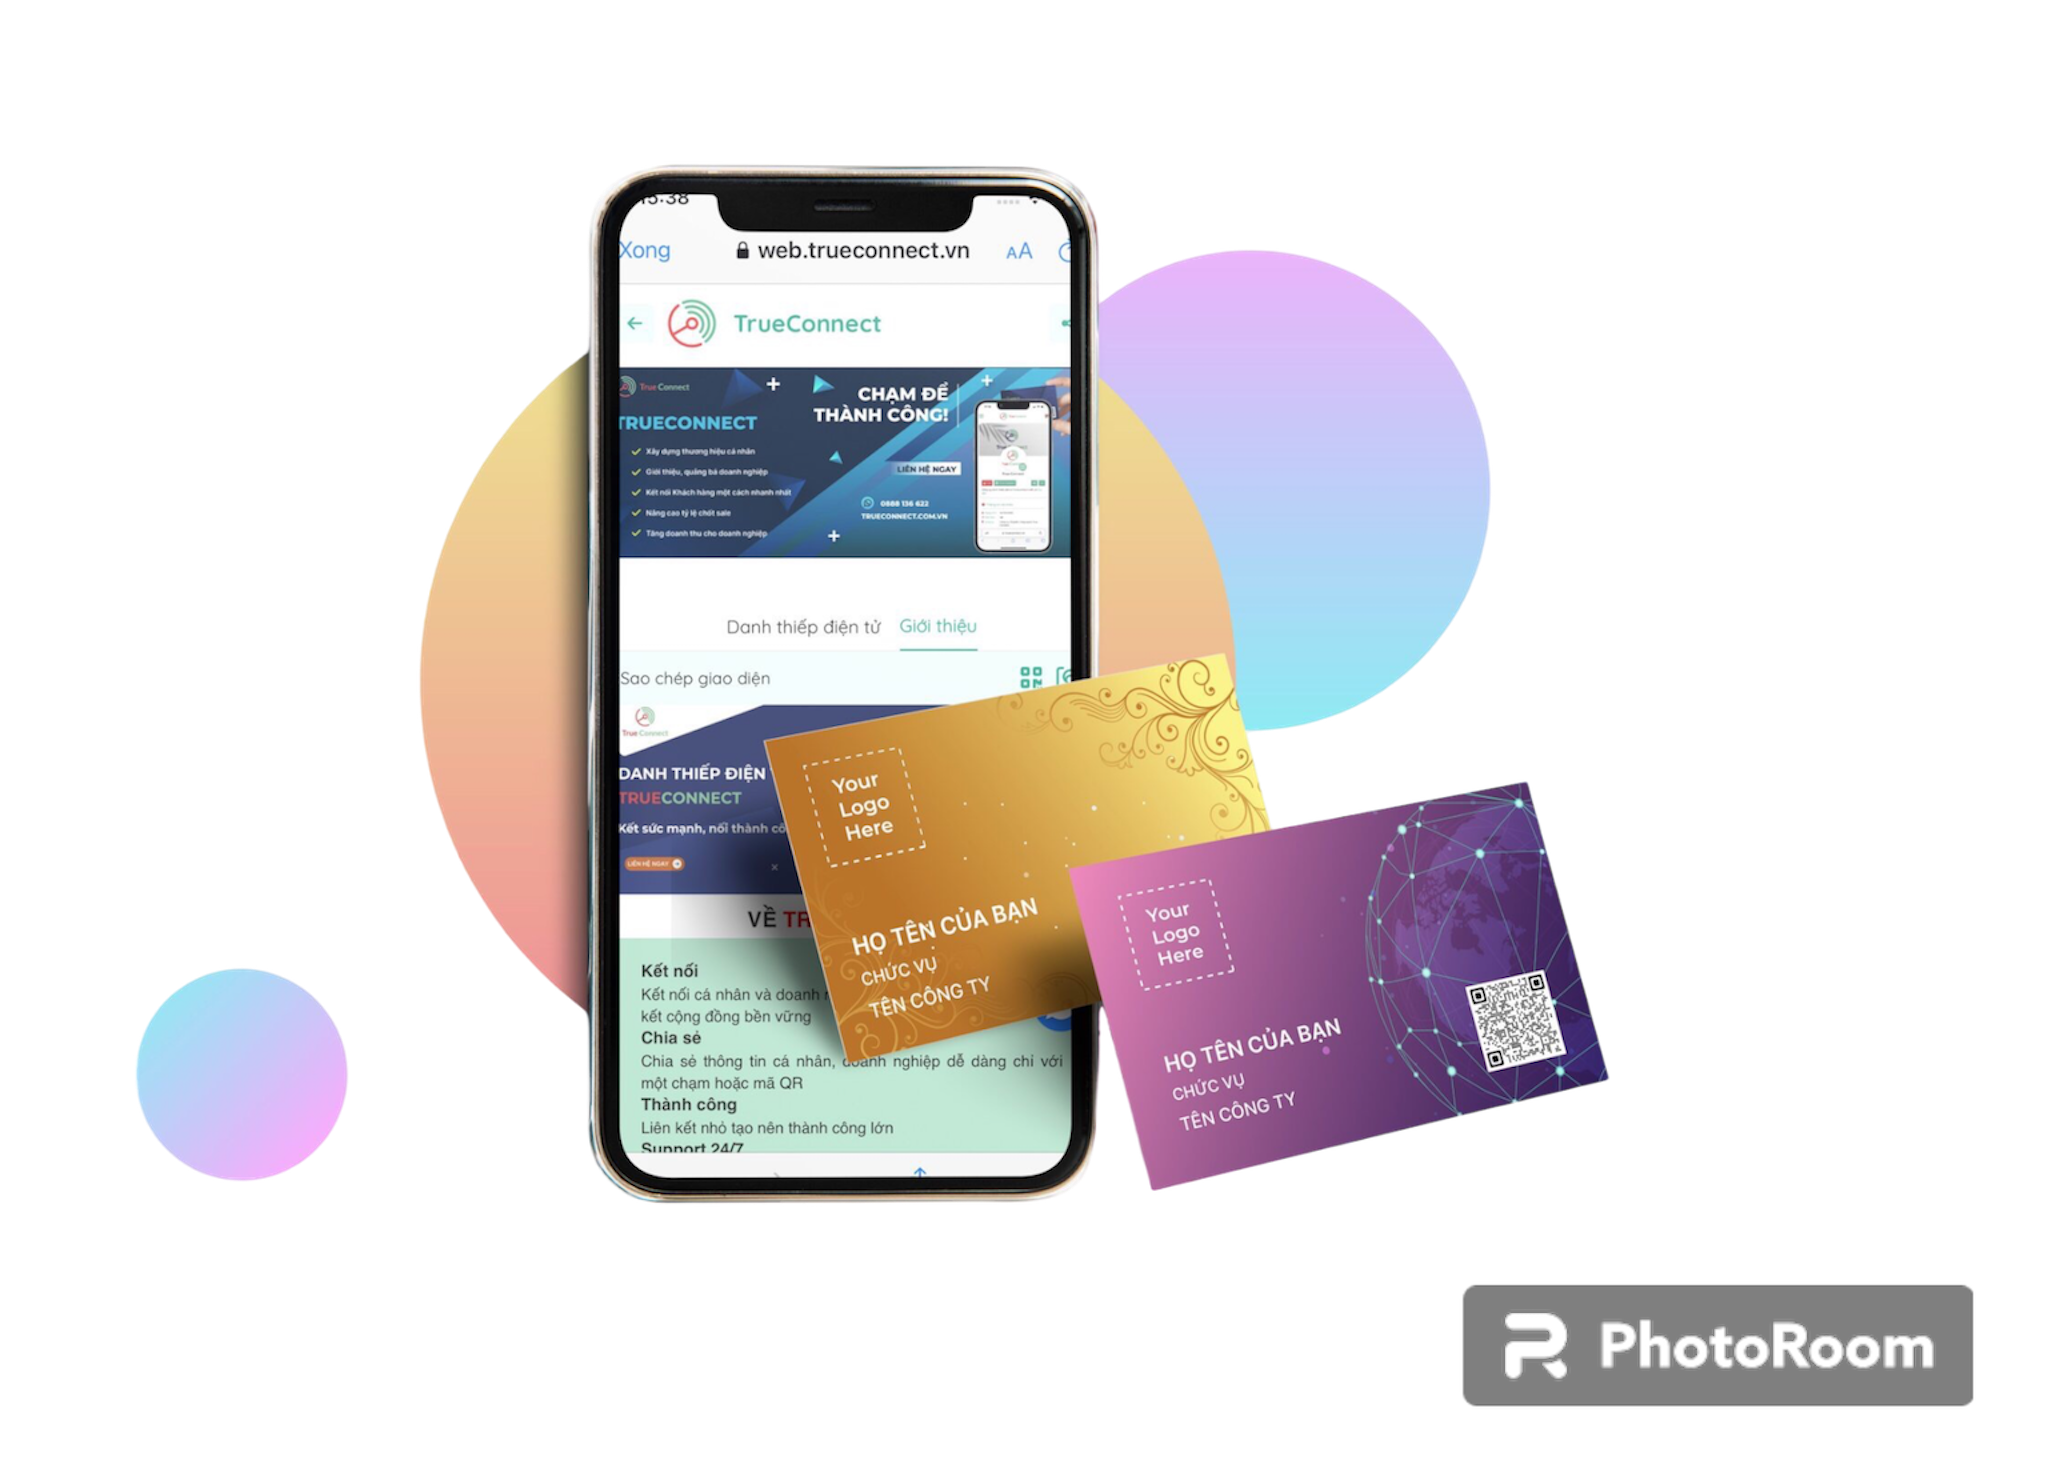 15:38
Xong
web.trueconnect.vn
AA
TrueConnect
True Connect
TRUECONNECT
Xây dựng thương hiệu cá nhân
Giới thiệu, quảng bá doanh nghiệp
Kết nối Khách hàng một cách nhanh nhất
Nâng cao tỷ lệ chốt sale
Tăng doanh thu cho doanh nghiệp
CHẠM ĐỂ
THÀNH CÔNG!
LIÊN HỆ NGAY
0888 136 622
TRUECONNECT.COM.VN
Danh thiếp điện tử
Giới thiệu
Sao chép giao diện
True Connect
DANH THIẾP ĐIỆN
TRUECONNECT
Kết sức mạnh, nối thành cô
LIÊN HỆ NGAY
VỀ TR
Kết nối
Kết nối cá nhân và doanh n
kết cộng đồng bền vững
Chia sẻ
Chia sẻ thông tin cá nhân, doanh nghiệp dễ dàng chỉ với
một chạm hoặc mã QR
Thành công
Liên kết nhỏ tạo nên thành công lớn
Support 24/7
Your
Logo
Here
HỌ TÊN CỦA BẠN
CHỨC VỤ
TÊN CÔNG TY
Your
Logo
Here
HỌ TÊN CỦA BẠN
CHỨC VỤ
TÊN CÔNG TY
PhotoRoom